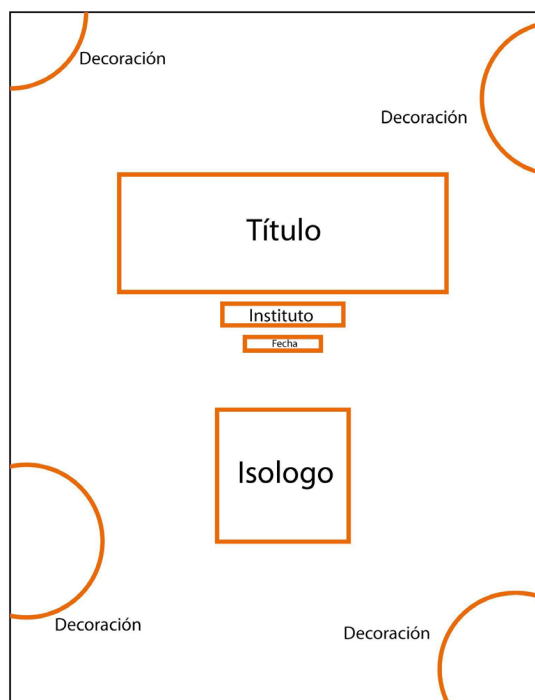 Decoración
Decoración
Título
Instituto
Fecha
Isologo
Decoración
Decoración